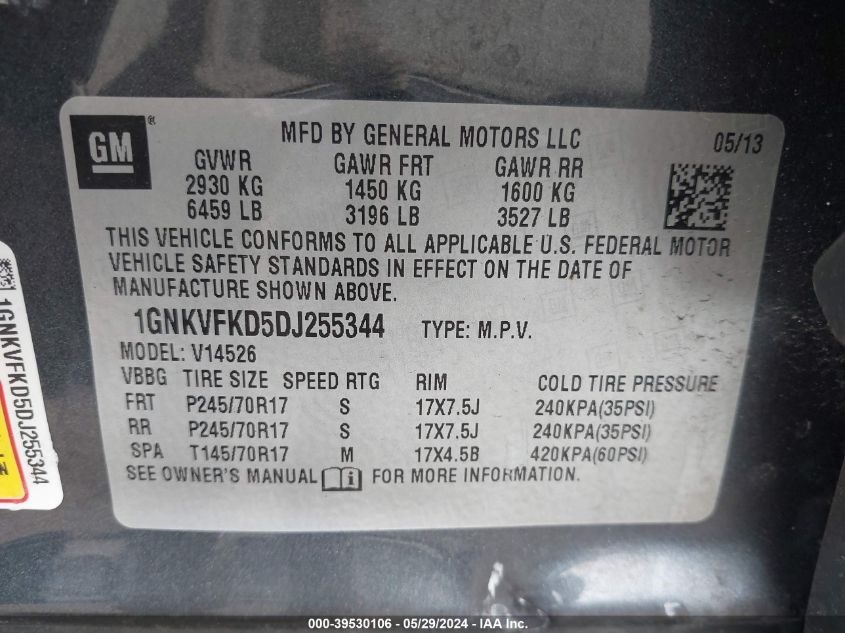 GM
®
MFD BY GENERAL MOTORS LLC
05/13
GVWR GAWR FRT GAWR RR
2930 KG 1450 KG 1600 KG
6459 LB 3196 LB 3527 LB
THIS VEHICLE CONFORMS TO ALL APPLICABLE U.S. FEDERAL MOTOR
VEHICLE SAFETY STANDARDS IN EFFECT ON THE DATE OF
MANUFACTURE SHOWN ABOVE.
1GNKVFKD5DJ255344 TYPE: M.P.V.
MODEL: V14526
VBBG TIRE SIZE SPEED RTG RIM COLD TIRE PRESSURE
FRT P245/70R17 S 17X7.5J 240KPA(35PSI)
RR P245/70R17 S 17X7.5J 240KPA(35PSI)
SPA T145/70R17 M 17X4.5B 420KPA(60PSI)
SEE OWNER'S MANUAL FOR MORE INFORMATION.
1GNKVFKD5DJ255344
000-39530106 - 05/29/2024 - IAA Inc.